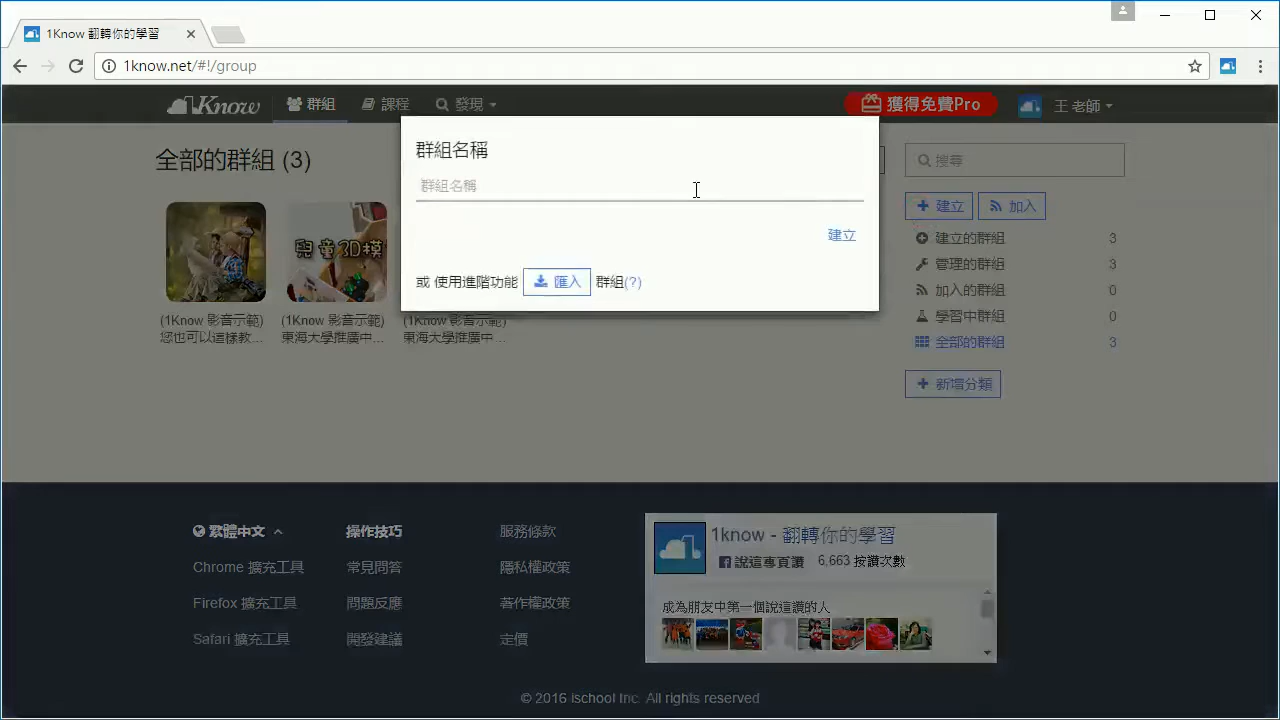 1Know 翻轉你的學習
1know.net/#!/group
1Know
群組
課程
發現
獲得免費Pro
王 老師
全部的群組 (3)
群組名稱
群組名稱
建立
或 使用進階功能 匯入 群組(?)
搜尋
建立
加入
建立的群組 3
管理的群組 3
加入的群組 0
學習中群組 0
全部的群組 3
新增分類
兒童3D模
(1Know 影音示範)
您也可以這樣教...
(1Know 影音示範)
東海大學推廣中...
(1Know 影音示範)
東海大學推廣中...
繁體中文
Chrome 擴充工具
Firefox 擴充工具
Safari 擴充工具
操作技巧
常見問答
問題反應
開發建議
服務條款
隱私權政策
著作權政策
定價
1know - 翻轉你的學習
說這專頁讚 6,663 按讚次數
成為朋友中第一個說這讚的人
© 2016 ischool Inc. All rights reserved